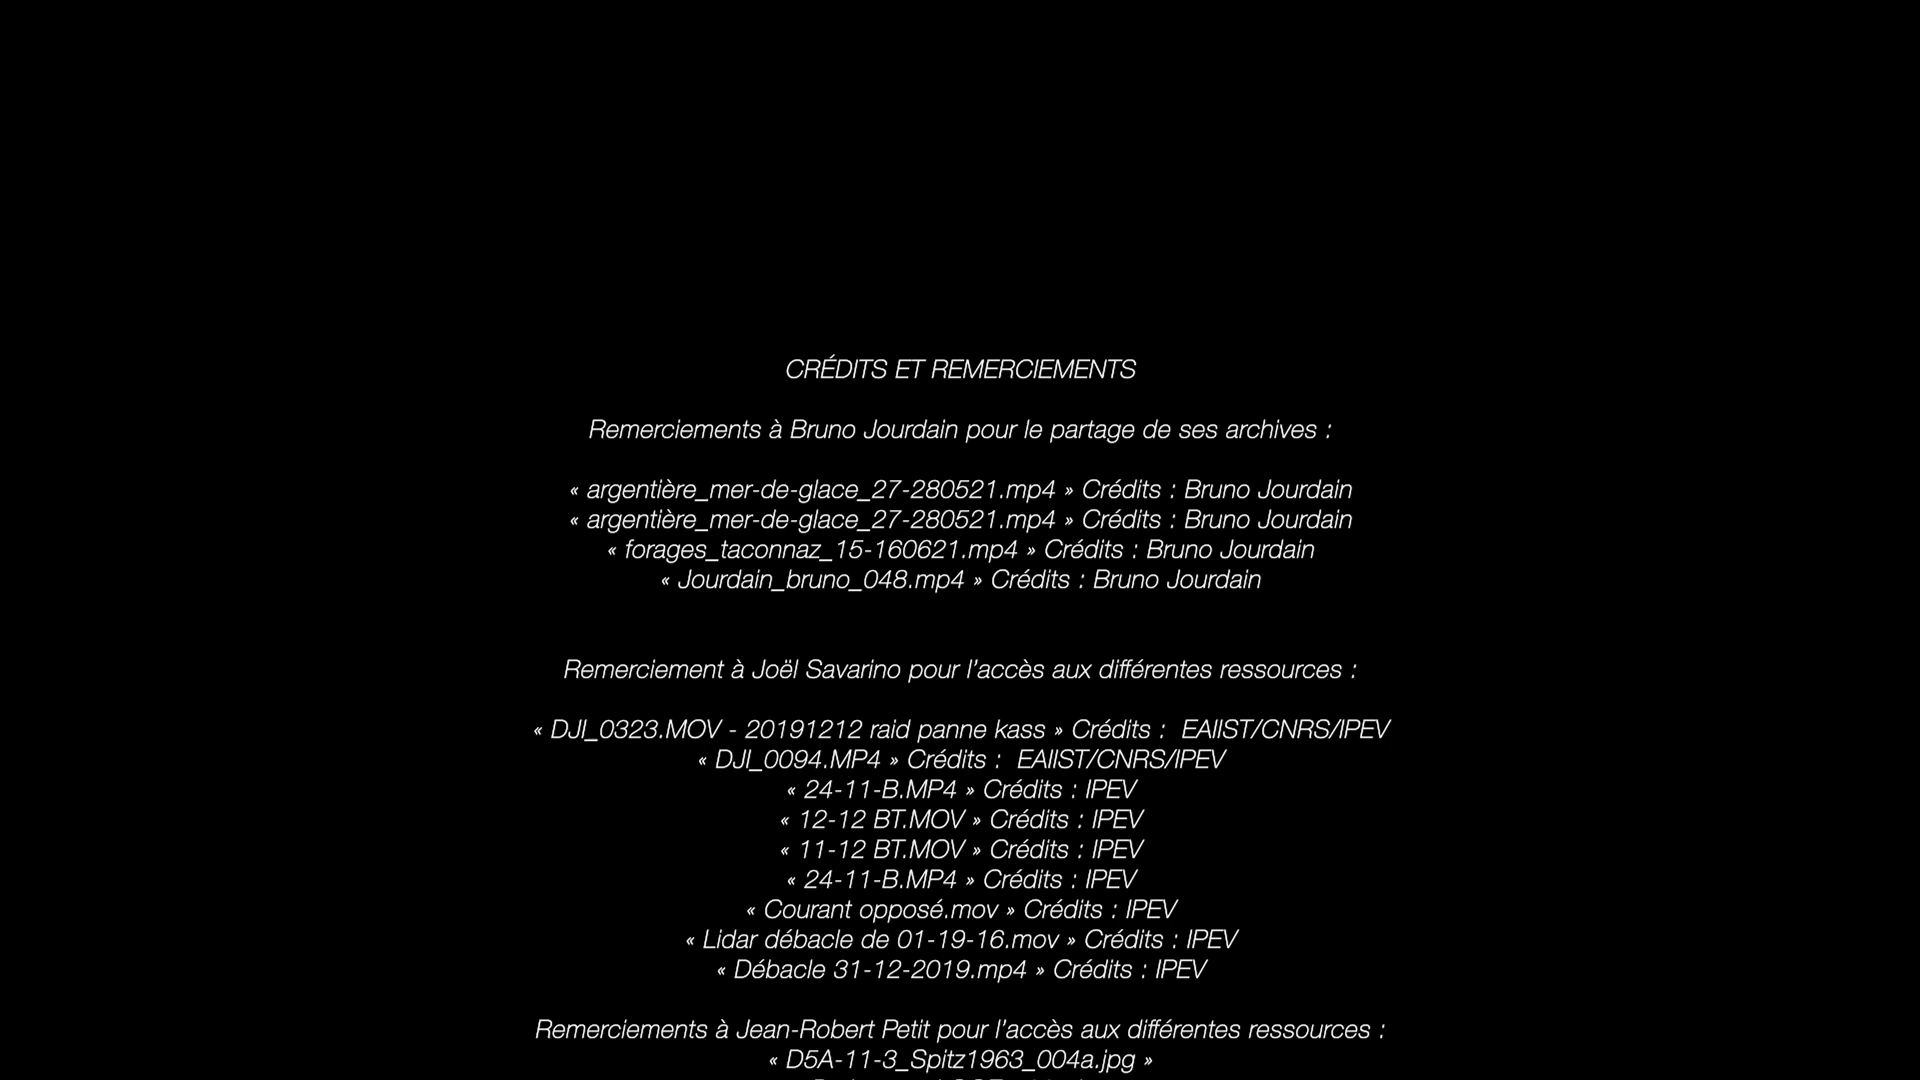 CRÉDITS ET REMERCIEMENTS
Remerciements à Bruno Jourdain pour le partage de ses archives :
« argentière_mer-de-glace_27-280521.mp4 » Crédits : Bruno Jourdain
« argentière_mer-de-glace_27-280521.mp4 » Crédits : Bruno Jourdain
« forages_taconnaz_15-160621.mp4 » Crédits : Bruno Jourdain
« Jourdain_bruno_048.mp4 » Crédits : Bruno Jourdain
Remerciement à Joël Savarino pour l’accès aux différentes ressources :
« DJI_0323.MOV - 20191212 raid panne kass » Crédits :  EAIIST/CNRS/IPEV
« DJI_0094.MP4 » Crédits :  EAIIST/CNRS/IPEV
« 24-11-B.MP4 » Crédits : IPEV
« 12-12 BT.MOV » Crédits : IPEV
« 11-12 BT.MOV » Crédits : IPEV
« 24-11-B.MP4 » Crédits : IPEV
« Courant opposé.mov » Crédits : IPEV
« Lidar débacle de 01-19-16.mov » Crédits : IPEV
« Débacle 31-12-2019.mp4 » Crédits : IPEV
Remerciements à Jean-Robert Petit pour l’accès aux différentes ressources :
« D5A-11-3_Spitz1963_004a.jpg »